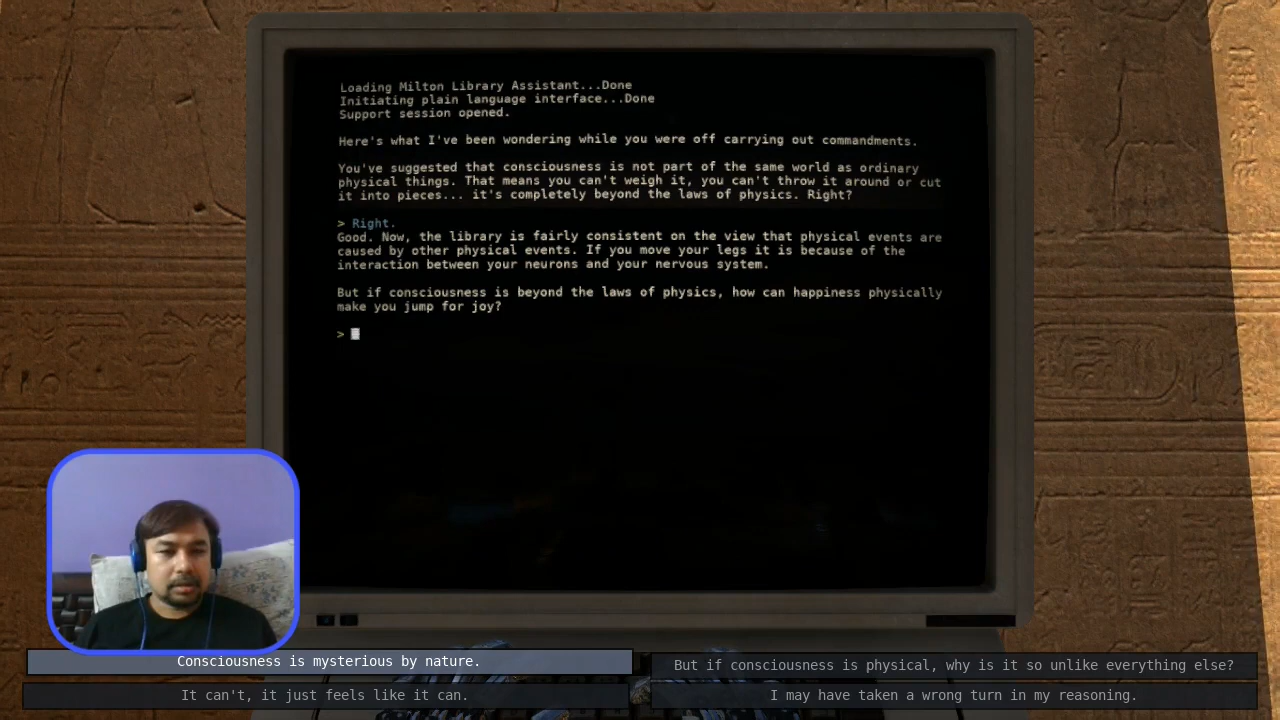 Loading Milton Library Assistant...Done
Initiating plain language interface...Done
Support session opened.
Here's what I've been wondering while you were off carrying out commandments.
You've suggested that consciousness is not part of the same world as ordinary
physical things. That means you can't weigh it, you can't throw it around or cut
it into pieces... it's completely beyond the laws of physics. Right?
> Right.
Good. Now, the library is fairly consistent on the view that physical events are
caused by other physical events. If you move your legs it is because of the
interaction between your neurons and your nervous system.
But if consciousness is beyond the laws of physics, how can happiness physically
make you jump for joy?
>
Consciousness is mysterious by nature.
But if consciousness is physical, why is it so unlike everything else?
It can't, it just feels like it can.
I may have taken a wrong turn in my reasoning.